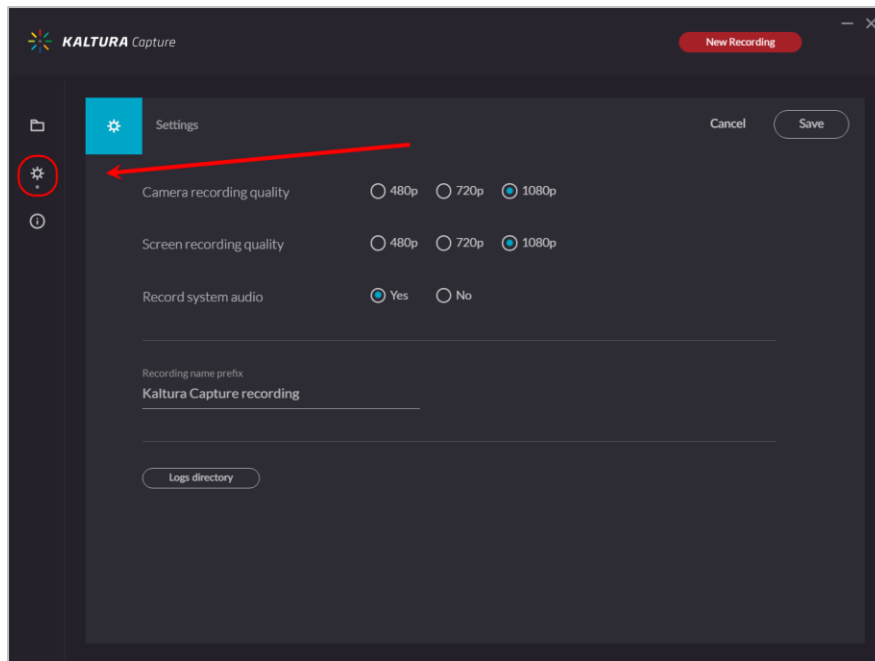 KALTURA Capture
New Recording
Settings
Cancel
Save
Camera recording quality
480p 720p 1080p
Screen recording quality
480p 720p 1080p
Record system audio
Yes No
Recording name prefix
Kaltura Capture recording
Logs directory